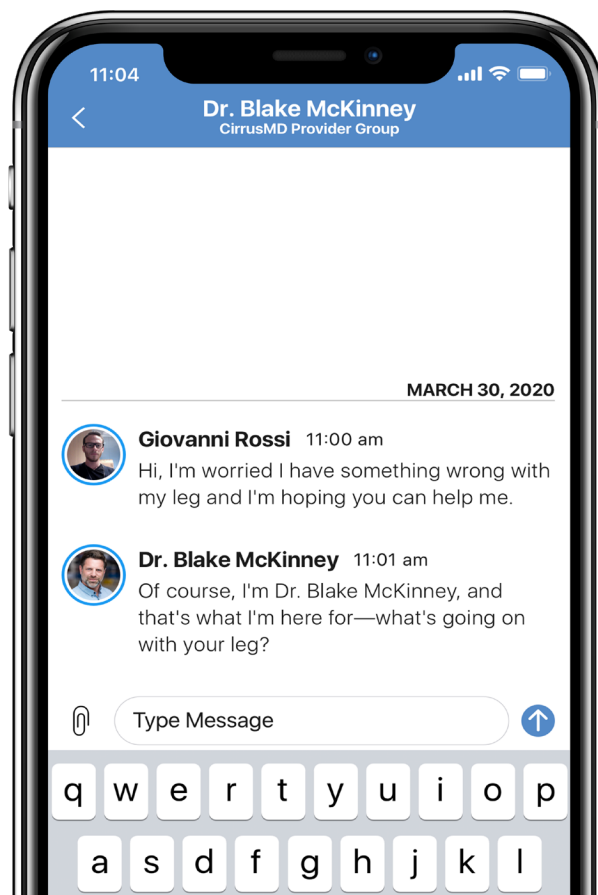 11:04
Dr. Blake McKinney
CirrusMD Provider Group
MARCH 30, 2020
Giovanni Rossi 11:00 am
Hi, I'm worried I have something wrong with
my leg and I'm hoping you can help me.
Dr. Blake McKinney 11:01 am
Of course, I'm Dr. Blake McKinney, and
that's what I'm here for—what's going on
with your leg?
Type Message
q w e r t y u i o p
a s d f g h j k l